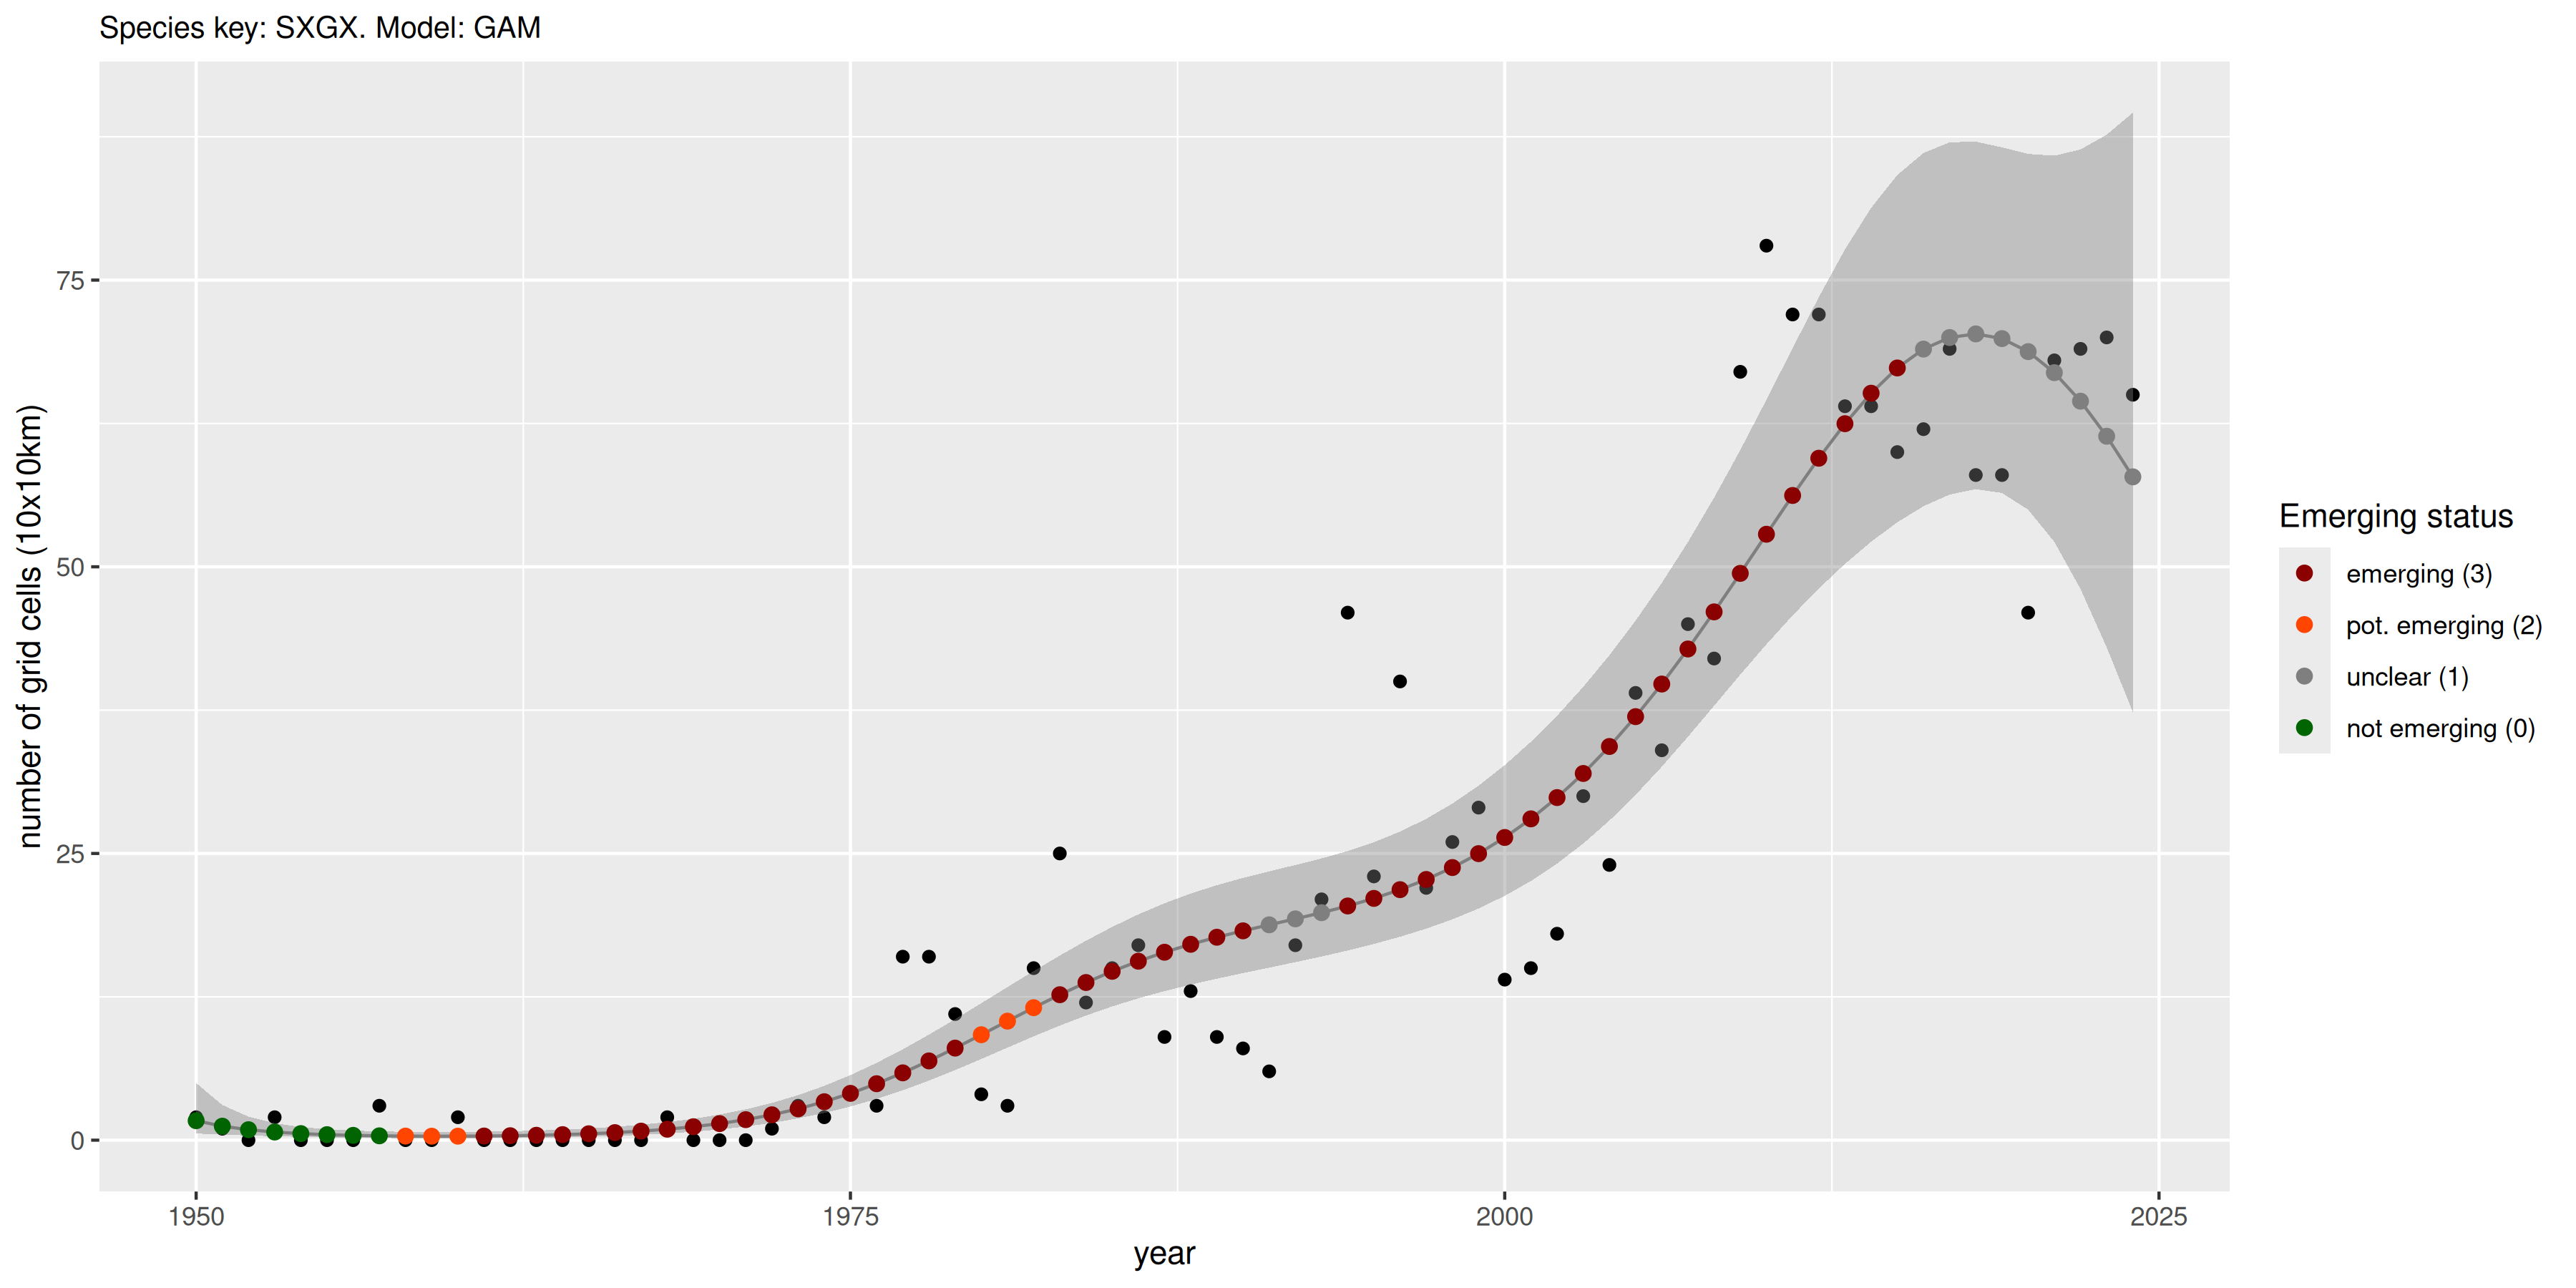 Species key: SXGX. Model: GAM
number of grid cells (10x10km)
75
50
25
0
1950
1975
2000
2025
year
Emerging status
emerging (3)
pot. emerging (2)
unclear (1)
not emerging (0)